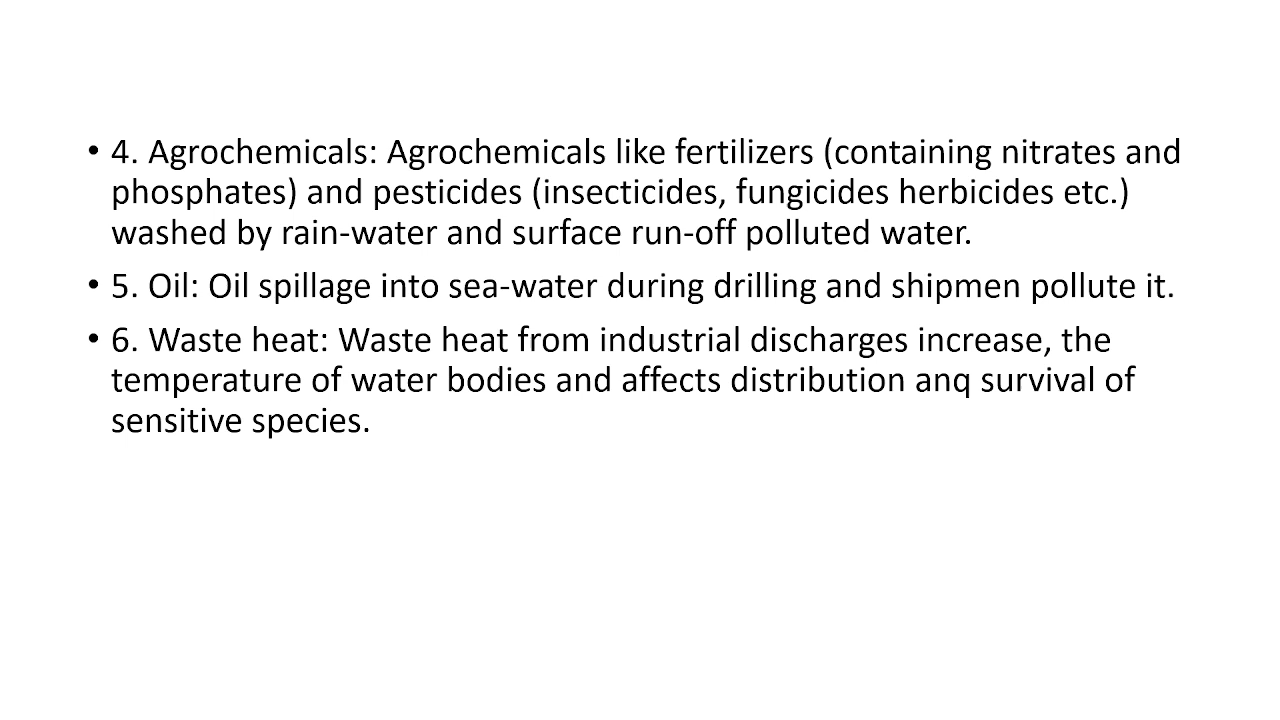 • 4. Agrochemicals: Agrochemicals like fertilizers (containing nitrates and
phosphates) and pesticides (insecticides, fungicides herbicides etc.)
washed by rain-water and surface run-off polluted water.
• 5. Oil: Oil spillage into sea-water during drilling and shipmen pollute it.
• 6. Waste heat: Waste heat from industrial discharges increase, the
temperature of water bodies and affects distribution anq survival of
sensitive species.